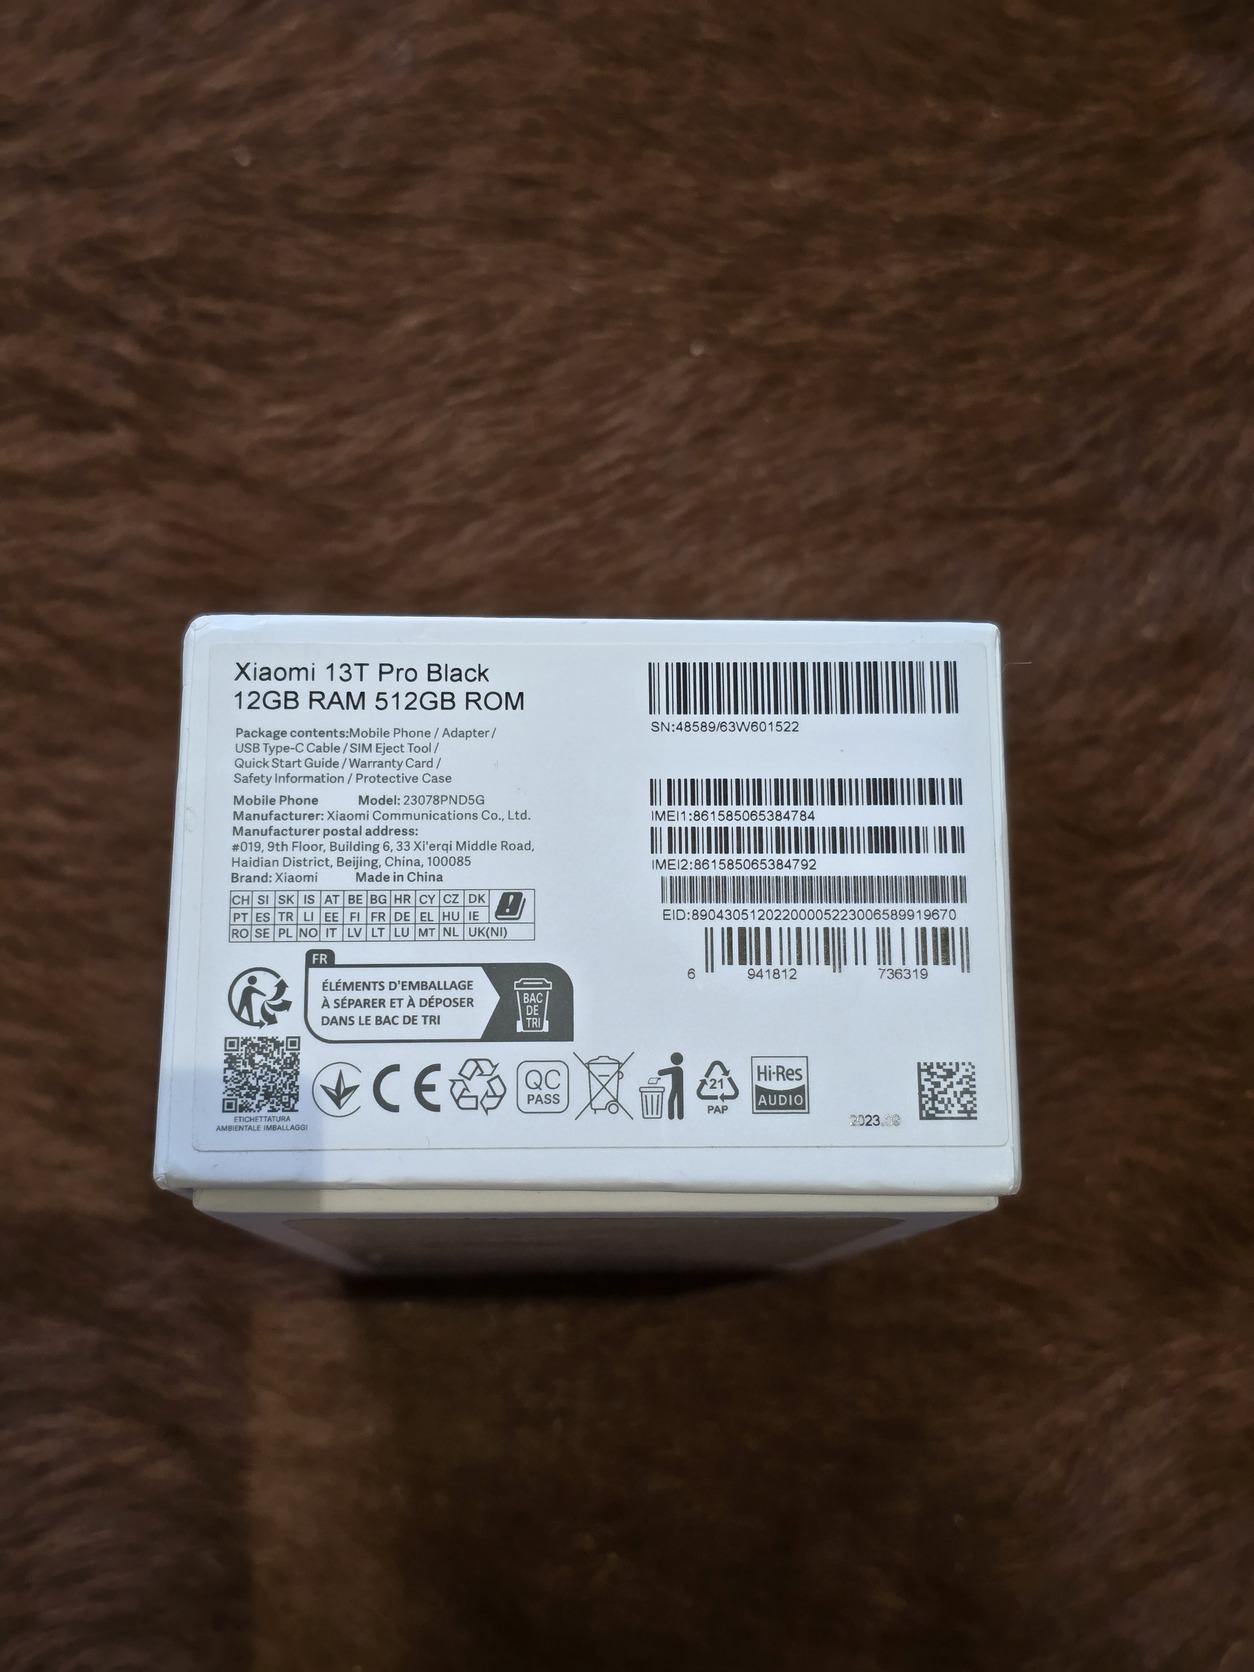 Xiaomi 13T Pro Black
12GB RAM 512GB ROM
Package contents:Mobile Phone / Adapter /
USB Type-C Cable / SIM Eject Tool /
Quick Start Guide / Warranty Card /
Safety Information / Protective Case
Mobile Phone Model: 23078PND5G
Manufacturer: Xiaomi Communications Co., Ltd.
Manufacturer postal address:
#019, 9th Floor, Building 6, 33 Xi'erqi Middle Road,
Haidian District, Beijing, China, 100085
Brand: Xiaomi Made in China
CH SI SK IS AT BE BG HR CY CZ DK
PT ES TR LI EE FI FR DE EL HU IE
RO SE PL NO IT LV LT LU MT NL UK(NI)
FR
ÉLÉMENTS D'EMBALLAGE
À SÉPARER ET À DÉPOSER
DANS LE BAC DE TRI
BAC
DE
TRI
ETICHETTATURA
AMBIENTALE IMBALLAGGI
CE
QC
PASS
21
PAP
Hi-Res
AUDIO
SN:48589/63W601522
IMEI1:861585065384784
IMEI2:861585065384792
EID:89043051202200005223006589919670
6 941812 736319